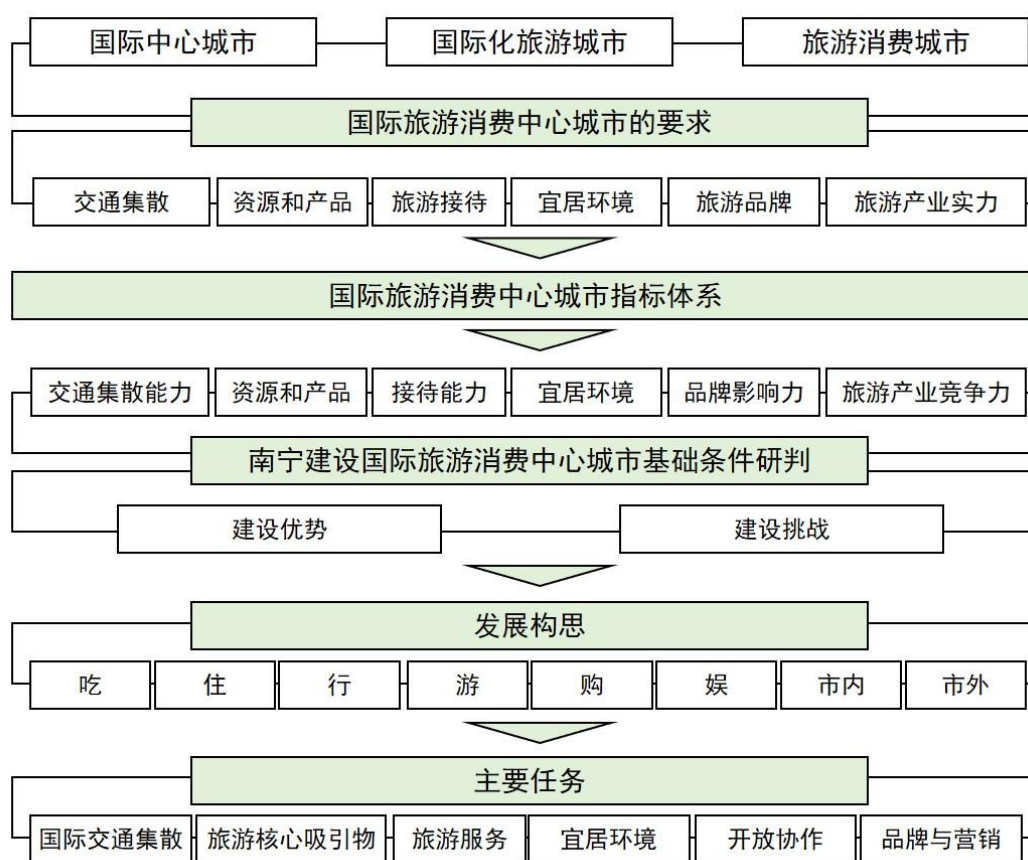 国际中心城市 国际化旅游城市 旅游消费城市
国际旅游消费中心城市的要求
交通集散 资源和产品 旅游接待 宜居环境 旅游品牌 旅游产业实力
国际旅游消费中心城市指标体系
交通集散能力 资源和产品 接待能力 宜居环境 品牌影响力 旅游产业竞争力
南宁建设国际旅游消费中心城市基础条件研判
建设优势 建设挑战
发展构思
吃 住 行 游 购 娱 市内 市外
主要任务
国际交通集散 旅游核心吸引物 旅游服务 宜居环境 开放协作 品牌与营销